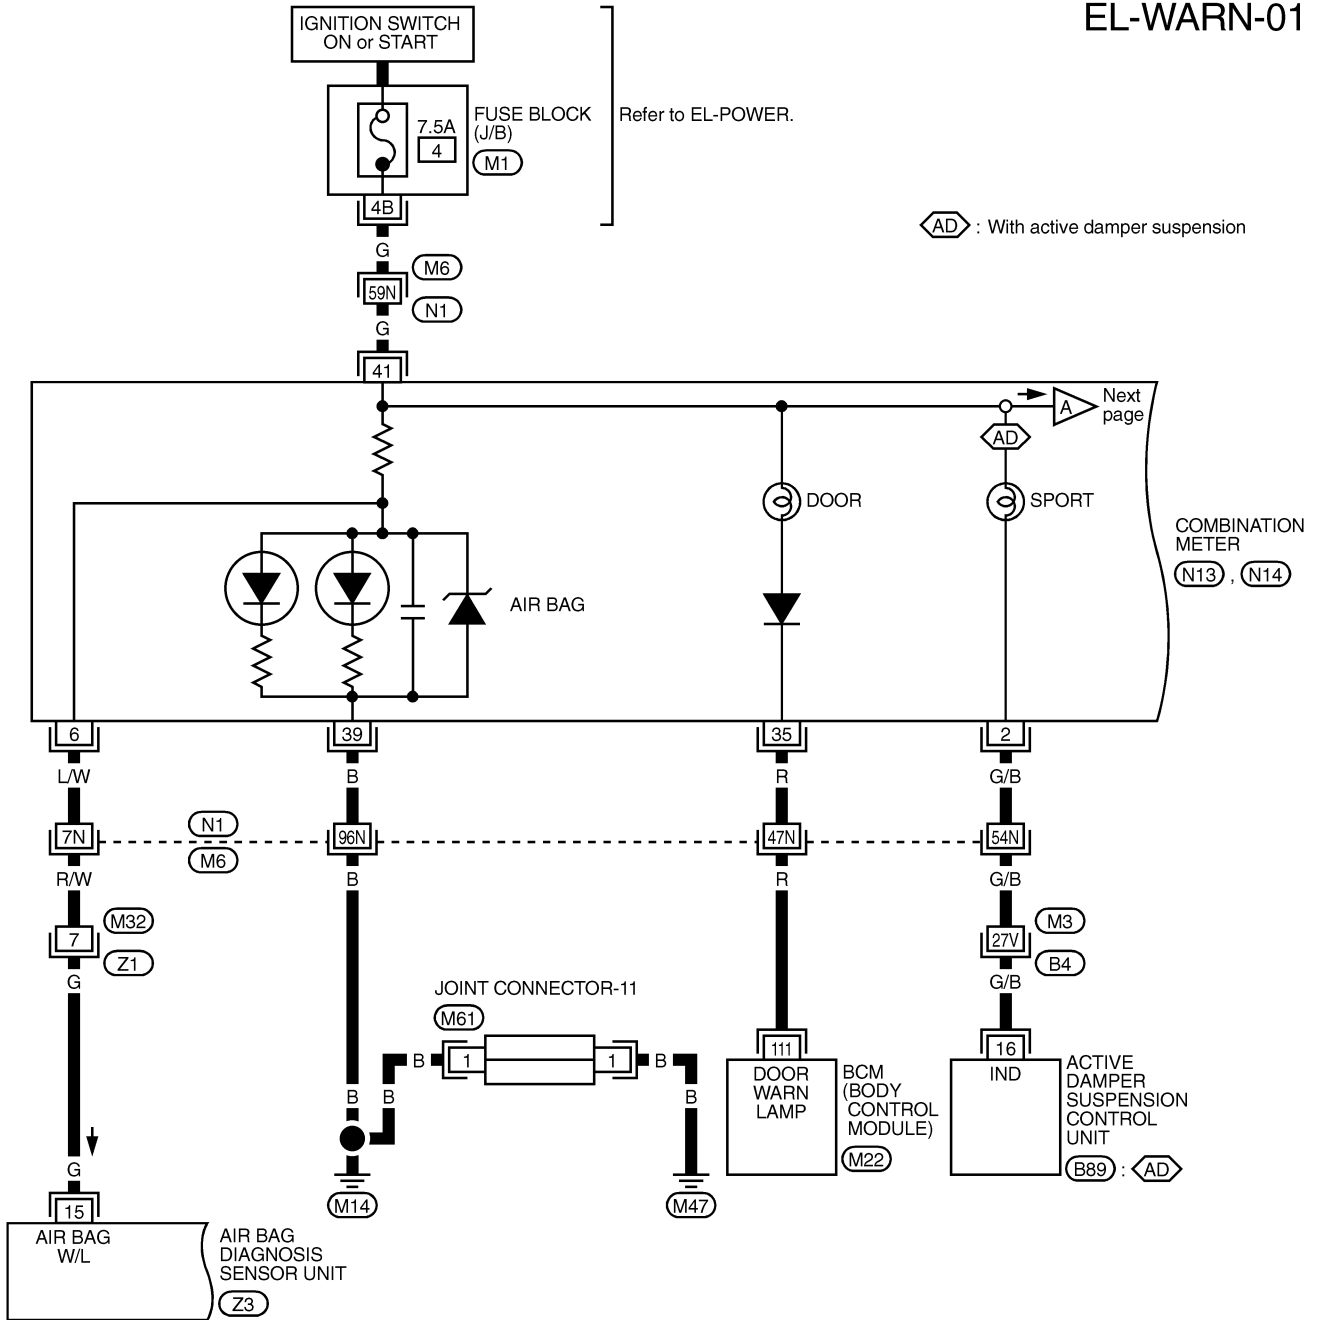 EL-WARN-01
IGNITION SWITCH
ON or START
7.5A
4
FUSE BLOCK
(J/B)
M1
Refer to EL-POWER.
4B
AD : With active damper suspension
G
M6
59N
N1
G
41
A
Next
page
AD
DOOR
SPORT
COMBINATION
METER
N13 , N14
AIR BAG
6
39
35
2
L/W
B
R
G/B
N1
7N
96N
47N
54N
M6
R/W
B
R
G/B
M32
7
Z1
M3
27V
B4
G
G/B
JOINT CONNECTOR-11
M61
B
1
1
B
B
B
B
111
16
DOOR
WARN
LAMP
BCM
(BODY
CONTROL
MODULE)
M22
IND
ACTIVE
DAMPER
SUSPENSION
CONTROL
UNIT
B89 : AD
M14
M47
G
15
AIR BAG
W/L
AIR BAG
DIAGNOSIS
SENSOR UNIT
Z3